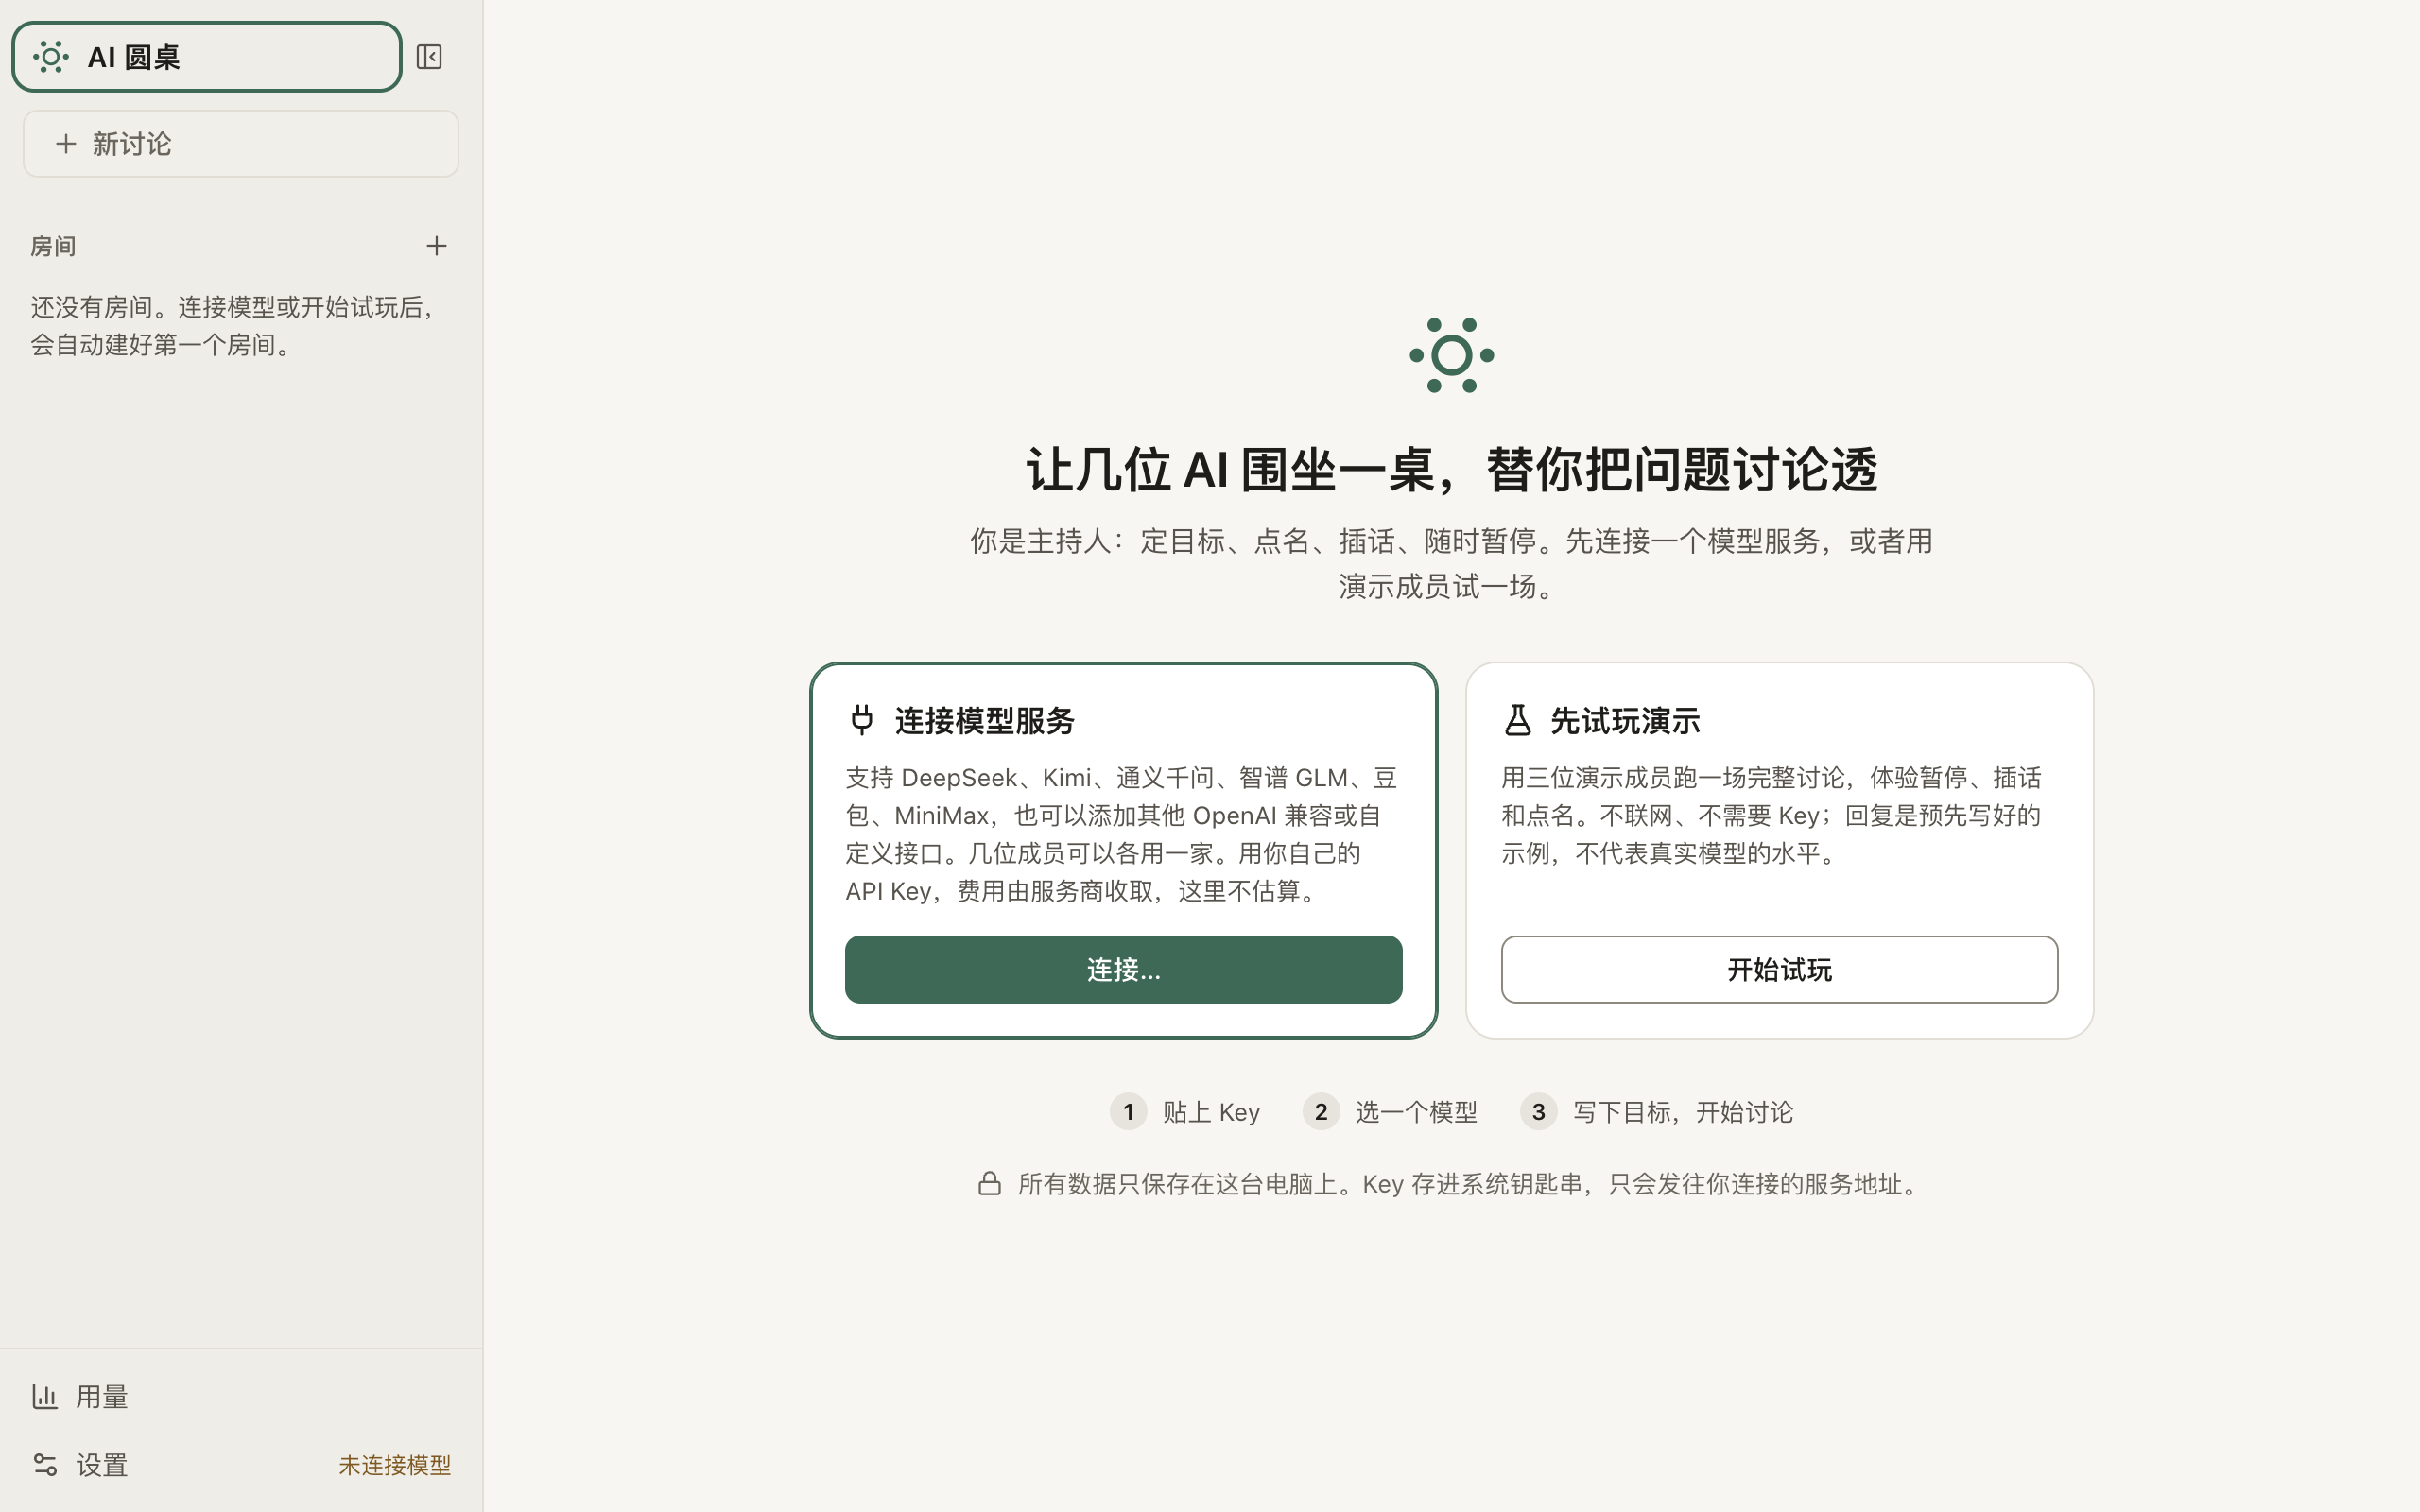 AI 圆桌
新讨论
房间
还没有房间。连接模型或开始试玩后，
会自动建好第一个房间。
用量
设置
未连接模型
让几位 AI 围坐一桌，替你把问题讨论透
你是主持人：定目标、点名、插话、随时暂停。先连接一个模型服务，或者用
演示成员试一场。
连接模型服务
支持 DeepSeek、Kimi、通义千问、智谱 GLM、豆
包、MiniMax，也可以添加其他 OpenAI 兼容或自
定义接口。几位成员可以各用一家。用你自己的
API Key，费用由服务商收取，这里不估算。
连接...
先试玩演示
用三位演示成员跑一场完整讨论，体验暂停、插话
和点名。不联网、不需要 Key；回复是预先写好的
示例，不代表真实模型的水平。
开始试玩
1 贴上 Key 2 选一个模型 3 写下目标，开始讨论
所有数据只保存在这台电脑上。Key 存进系统钥匙串，只会发往你连接的服务地址。